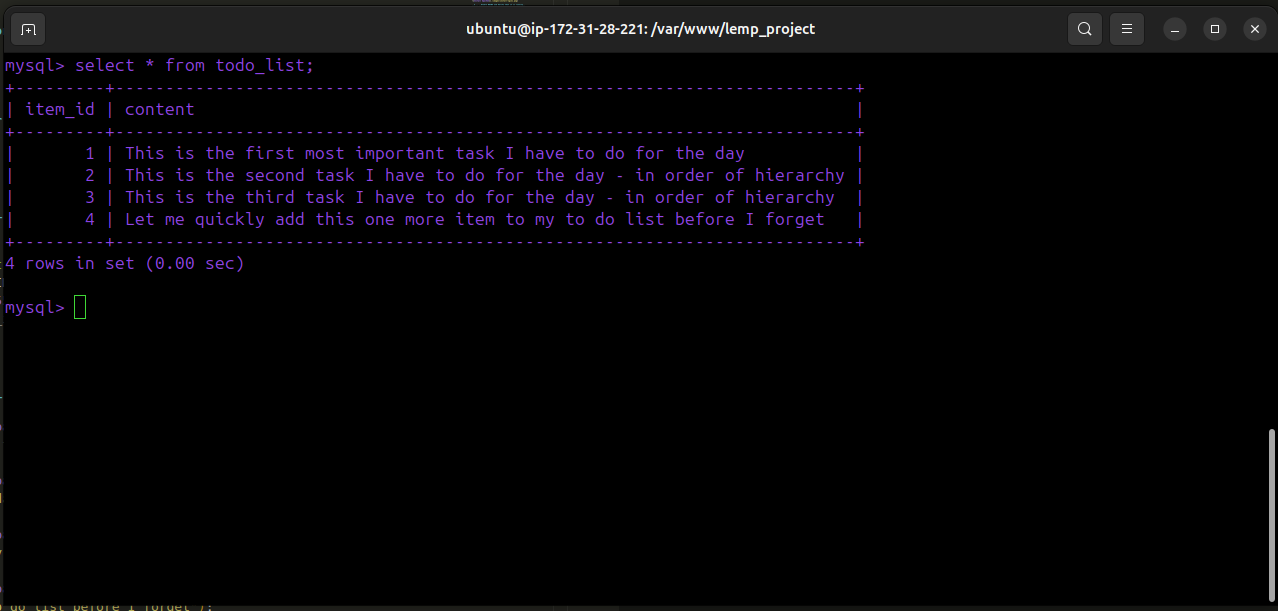 ubuntu@ip-172-31-28-221: /var/www/lemp_project
mysql> select * from todo_list;
+---------+--------------------------------------------------------------------------+
| item_id | content                                                                  |
+---------+--------------------------------------------------------------------------+
|       1 | This is the first most important task I have to do for the day           |
|       2 | This is the second task I have to do for the day - in order of hierarchy |
|       3 | This is the third task I have to do for the day - in order of hierarchy  |
|       4 | Let me quickly add this one more item to my to do list before I forget   |
+---------+--------------------------------------------------------------------------+
4 rows in set (0.00 sec)
mysql>
do list before I forget");